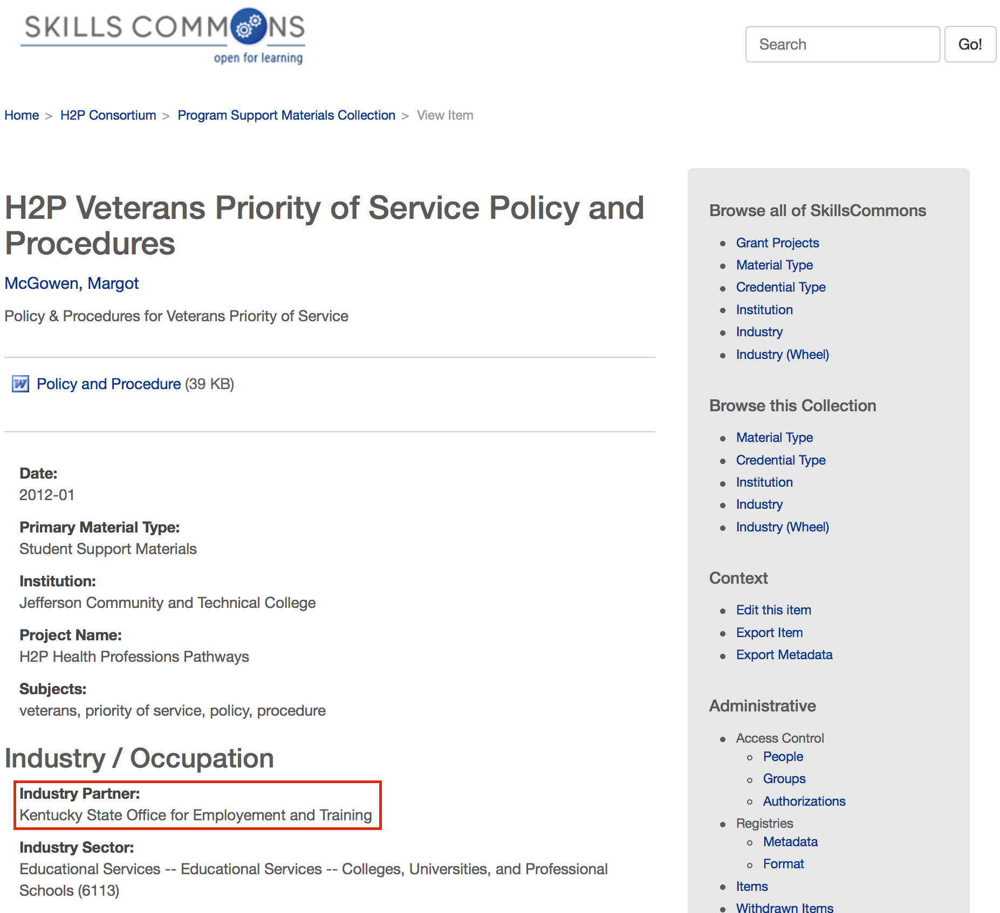 SKILLS COMMONS
open for learning
Search
Go!
Home > H2P Consortium > Program Support Materials Collection > View Item
H2P Veterans Priority of Service Policy and
Procedures
McGowen, Margot
Policy & Procedures for Veterans Priority of Service
Policy and Procedure (39 KB)
Date:
2012-01
Primary Material Type:
Student Support Materials
Institution:
Jefferson Community and Technical College
Project Name:
H2P Health Professions Pathways
Subjects:
veterans, priority of service, policy, procedure
Industry / Occupation
Industry Partner:
Kentucky State Office for Employement and Training
Industry Sector:
Educational Services -- Educational Services -- Colleges, Universities, and Professional
Schools (6113)
Browse all of SkillsCommons
Grant Projects
Material Type
Credential Type
Institution
Industry
Industry (Wheel)
Browse this Collection
Material Type
Credential Type
Institution
Industry
Industry (Wheel)
Context
Edit this item
Export Item
Export Metadata
Administrative
Access Control
People
Groups
Authorizations
Registries
Metadata
Format
Items
Withdrawn Items